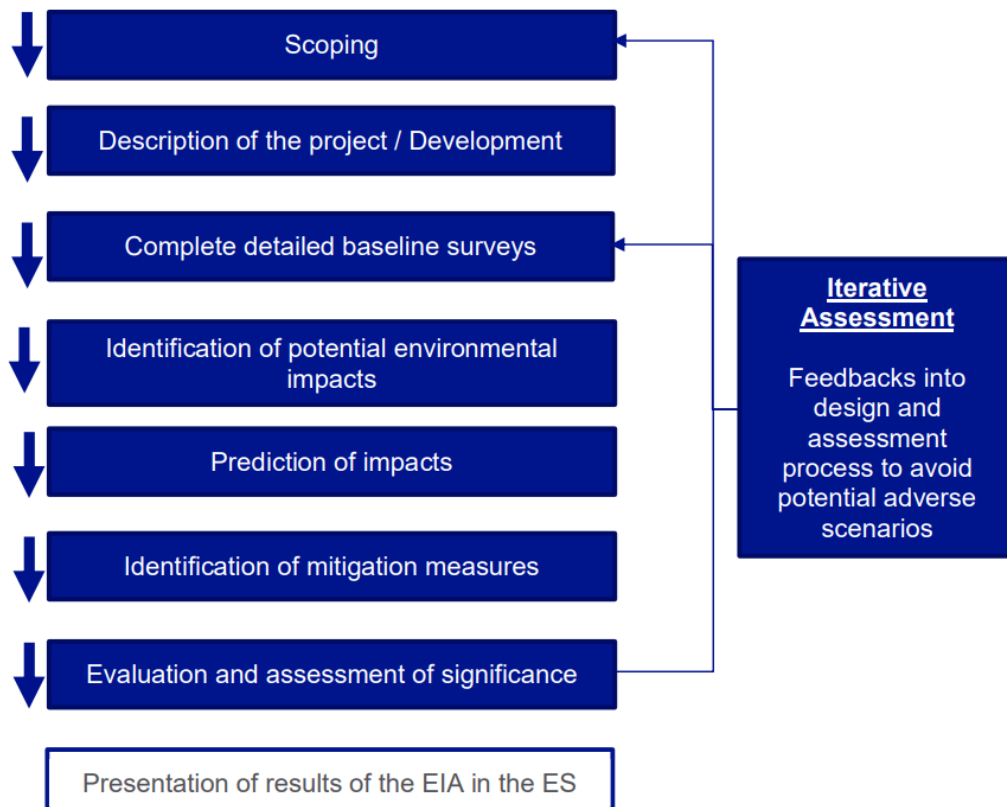 Scoping
Description of the project / Development
Complete detailed baseline surveys
Identification of potential environmental
impacts
Prediction of impacts
Identification of mitigation measures
Evaluation and assessment of significance
Presentation of results of the EIA in the ES
Iterative
Assessment
Feedbacks into
design and
assessment
process to avoid
potential adverse
scenarios